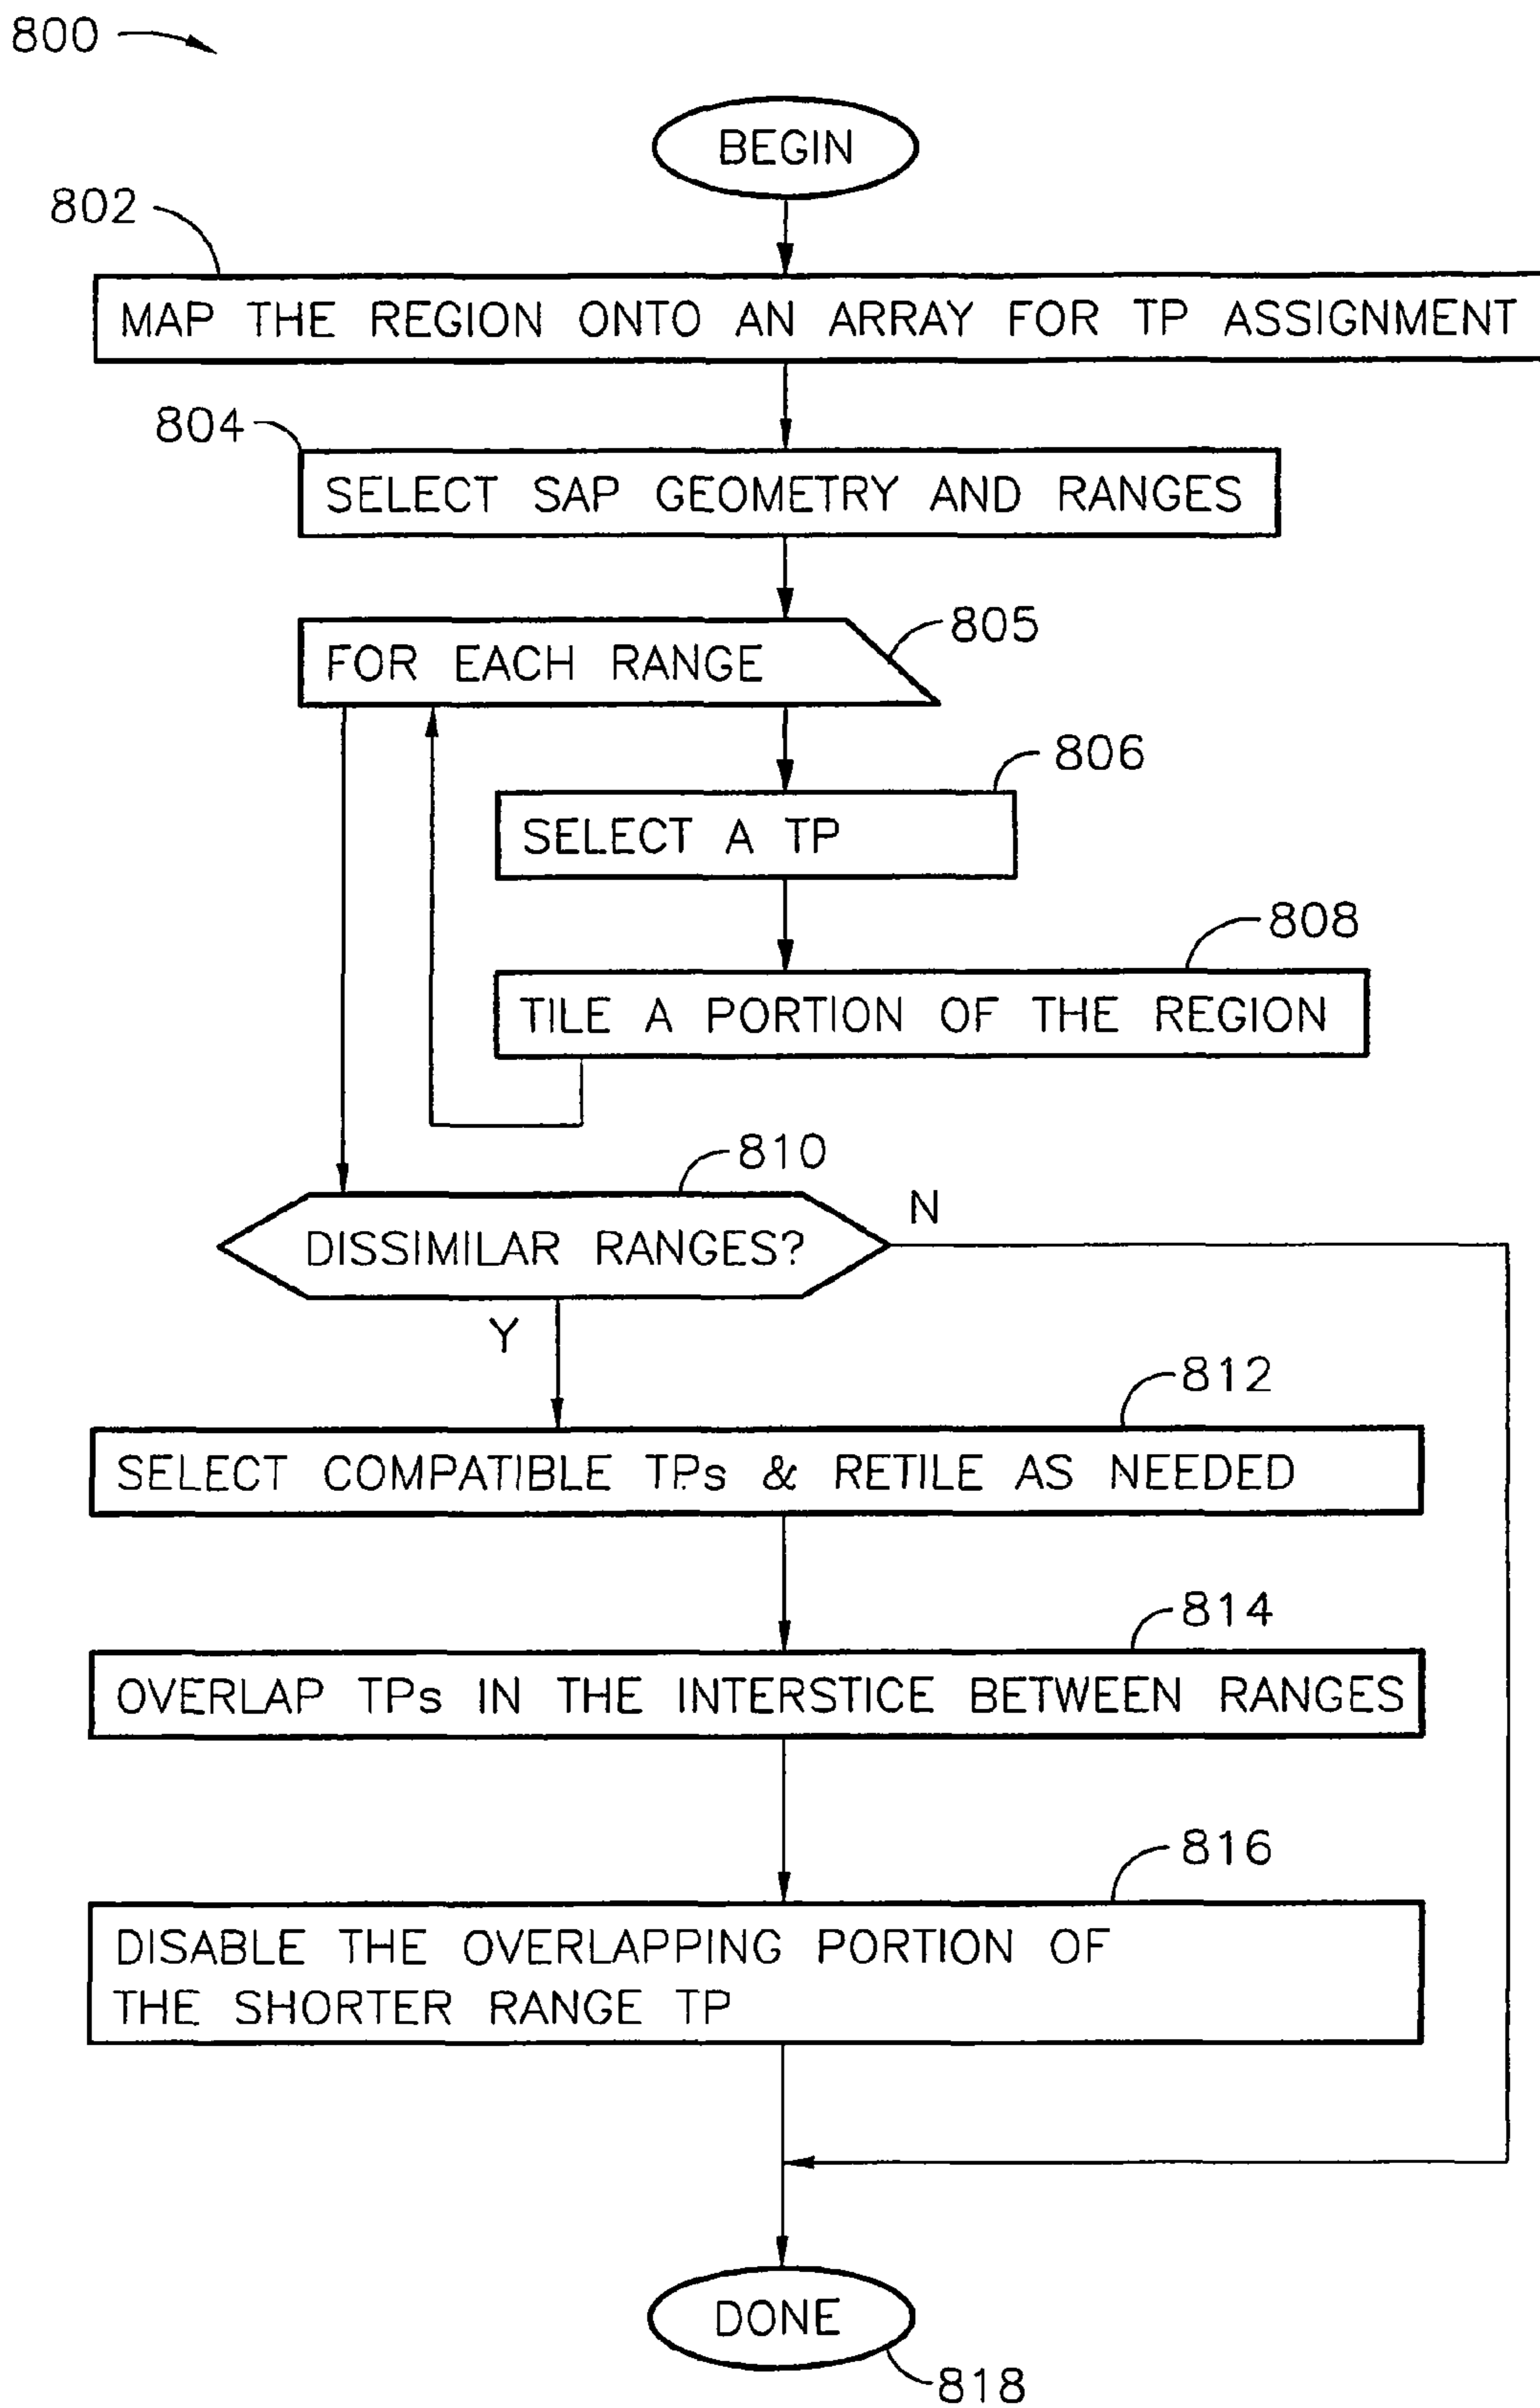 800
BEGIN
802
MAP THE REGION ONTO AN ARRAY FOR TP ASSIGNMENT
804
SELECT SAP GEOMETRY AND RANGES
805
FOR EACH RANGE
806
SELECT A TP
808
TILE A PORTION OF THE REGION
810
DISSIMILAR RANGES?
N
Y
812
SELECT COMPATIBLE TPs & RETILE AS NEEDED
814
OVERLAP TPs IN THE INTERSTICE BETWEEN RANGES
816
DISABLE THE OVERLAPPING PORTION OF
THE SHORTER RANGE TP
DONE
818